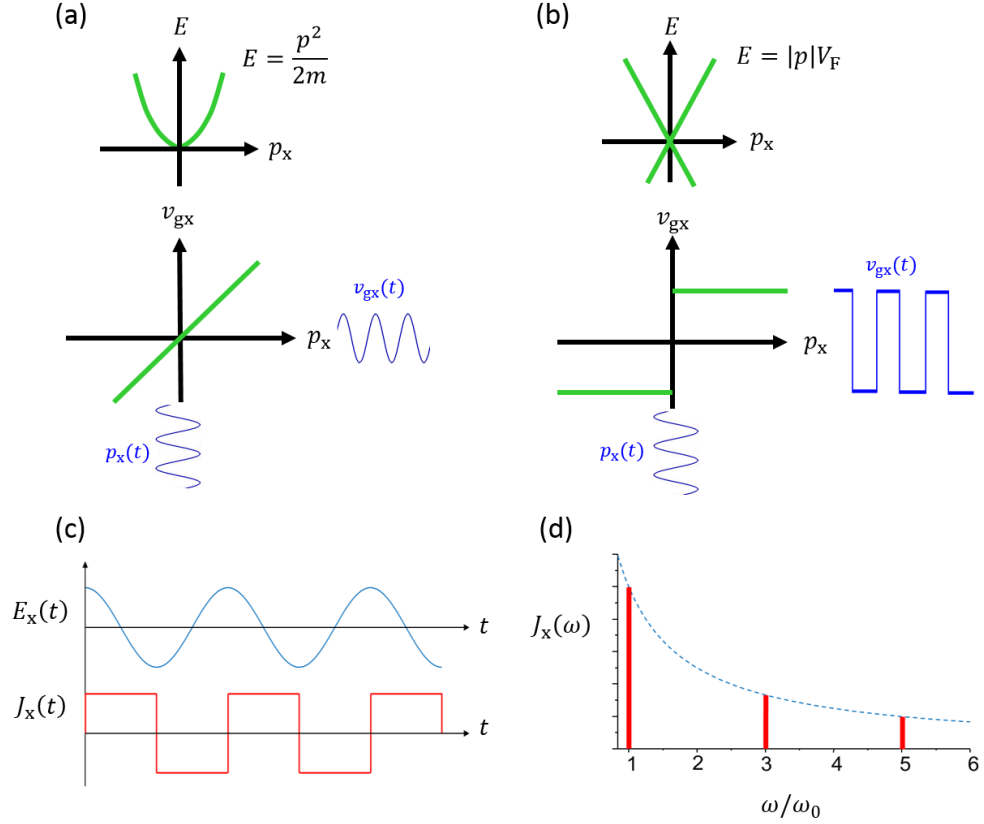 (a)
E
E = p²/2m
pₓ
v_gx
v_gx(t)
pₓ
pₓ(t)
(b)
E
E = |p|V_F
pₓ
v_gx
v_gx(t)
pₓ
pₓ(t)
(c)
Eₓ(t)
t
Jₓ(t)
t
(d)
Jₓ(ω)
1 2 3 4 5 6
ω/ω₀